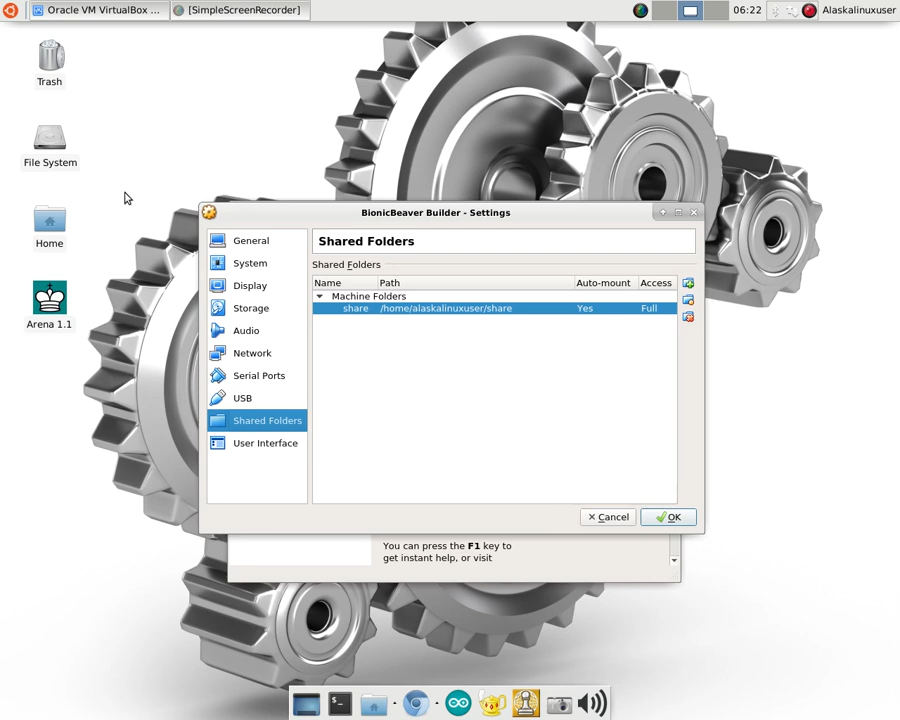 Oracle VM VirtualBox ...
[SimpleScreenRecorder]
06:22
Alaskalinuxuser
Trash
File System
Home
Arena 1.1
BionicBeaver Builder - Settings
General
System
Display
Storage
Audio
Network
Serial Ports
USB
Shared Folders
User Interface
Shared Folders
Shared Folders
Name Path Auto-mount Access
Machine Folders
share /home/alaskalinuxuser/share Yes Full
Cancel
OK
You can press the F1 key to
get instant help, or visit